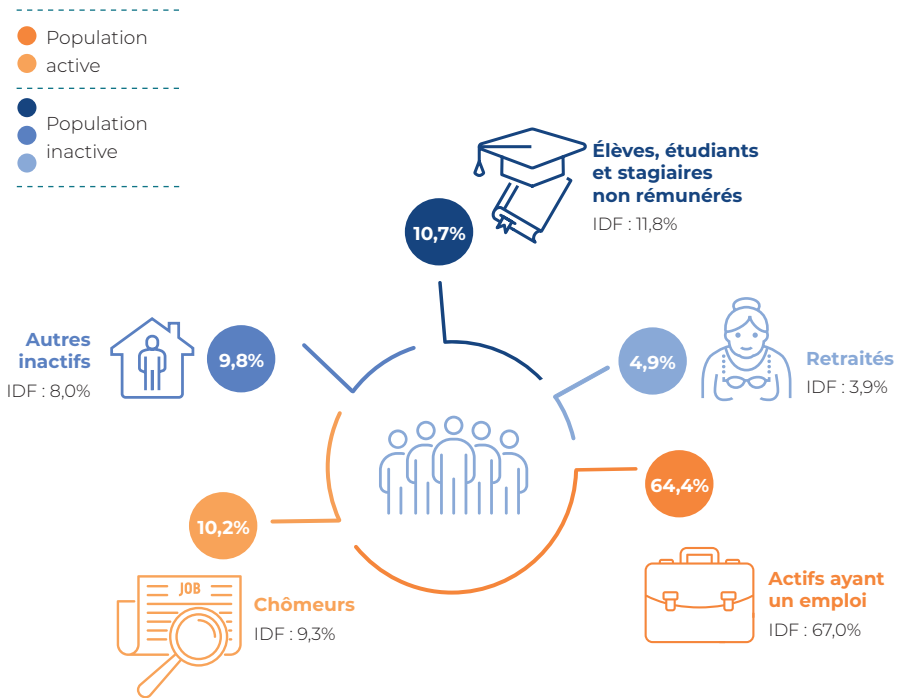 Population
active
Population
inactive
10,7%
Élèves, étudiants
et stagiaires
non rémunérés
IDF : 11,8%
Autres
inactifs
IDF : 8,0%
9,8%
4,9%
Retraités
IDF : 3,9%
64,4%
Actifs ayant
un emploi
IDF : 67,0%
10,2%
JOB
Chômeurs
IDF : 9,3%